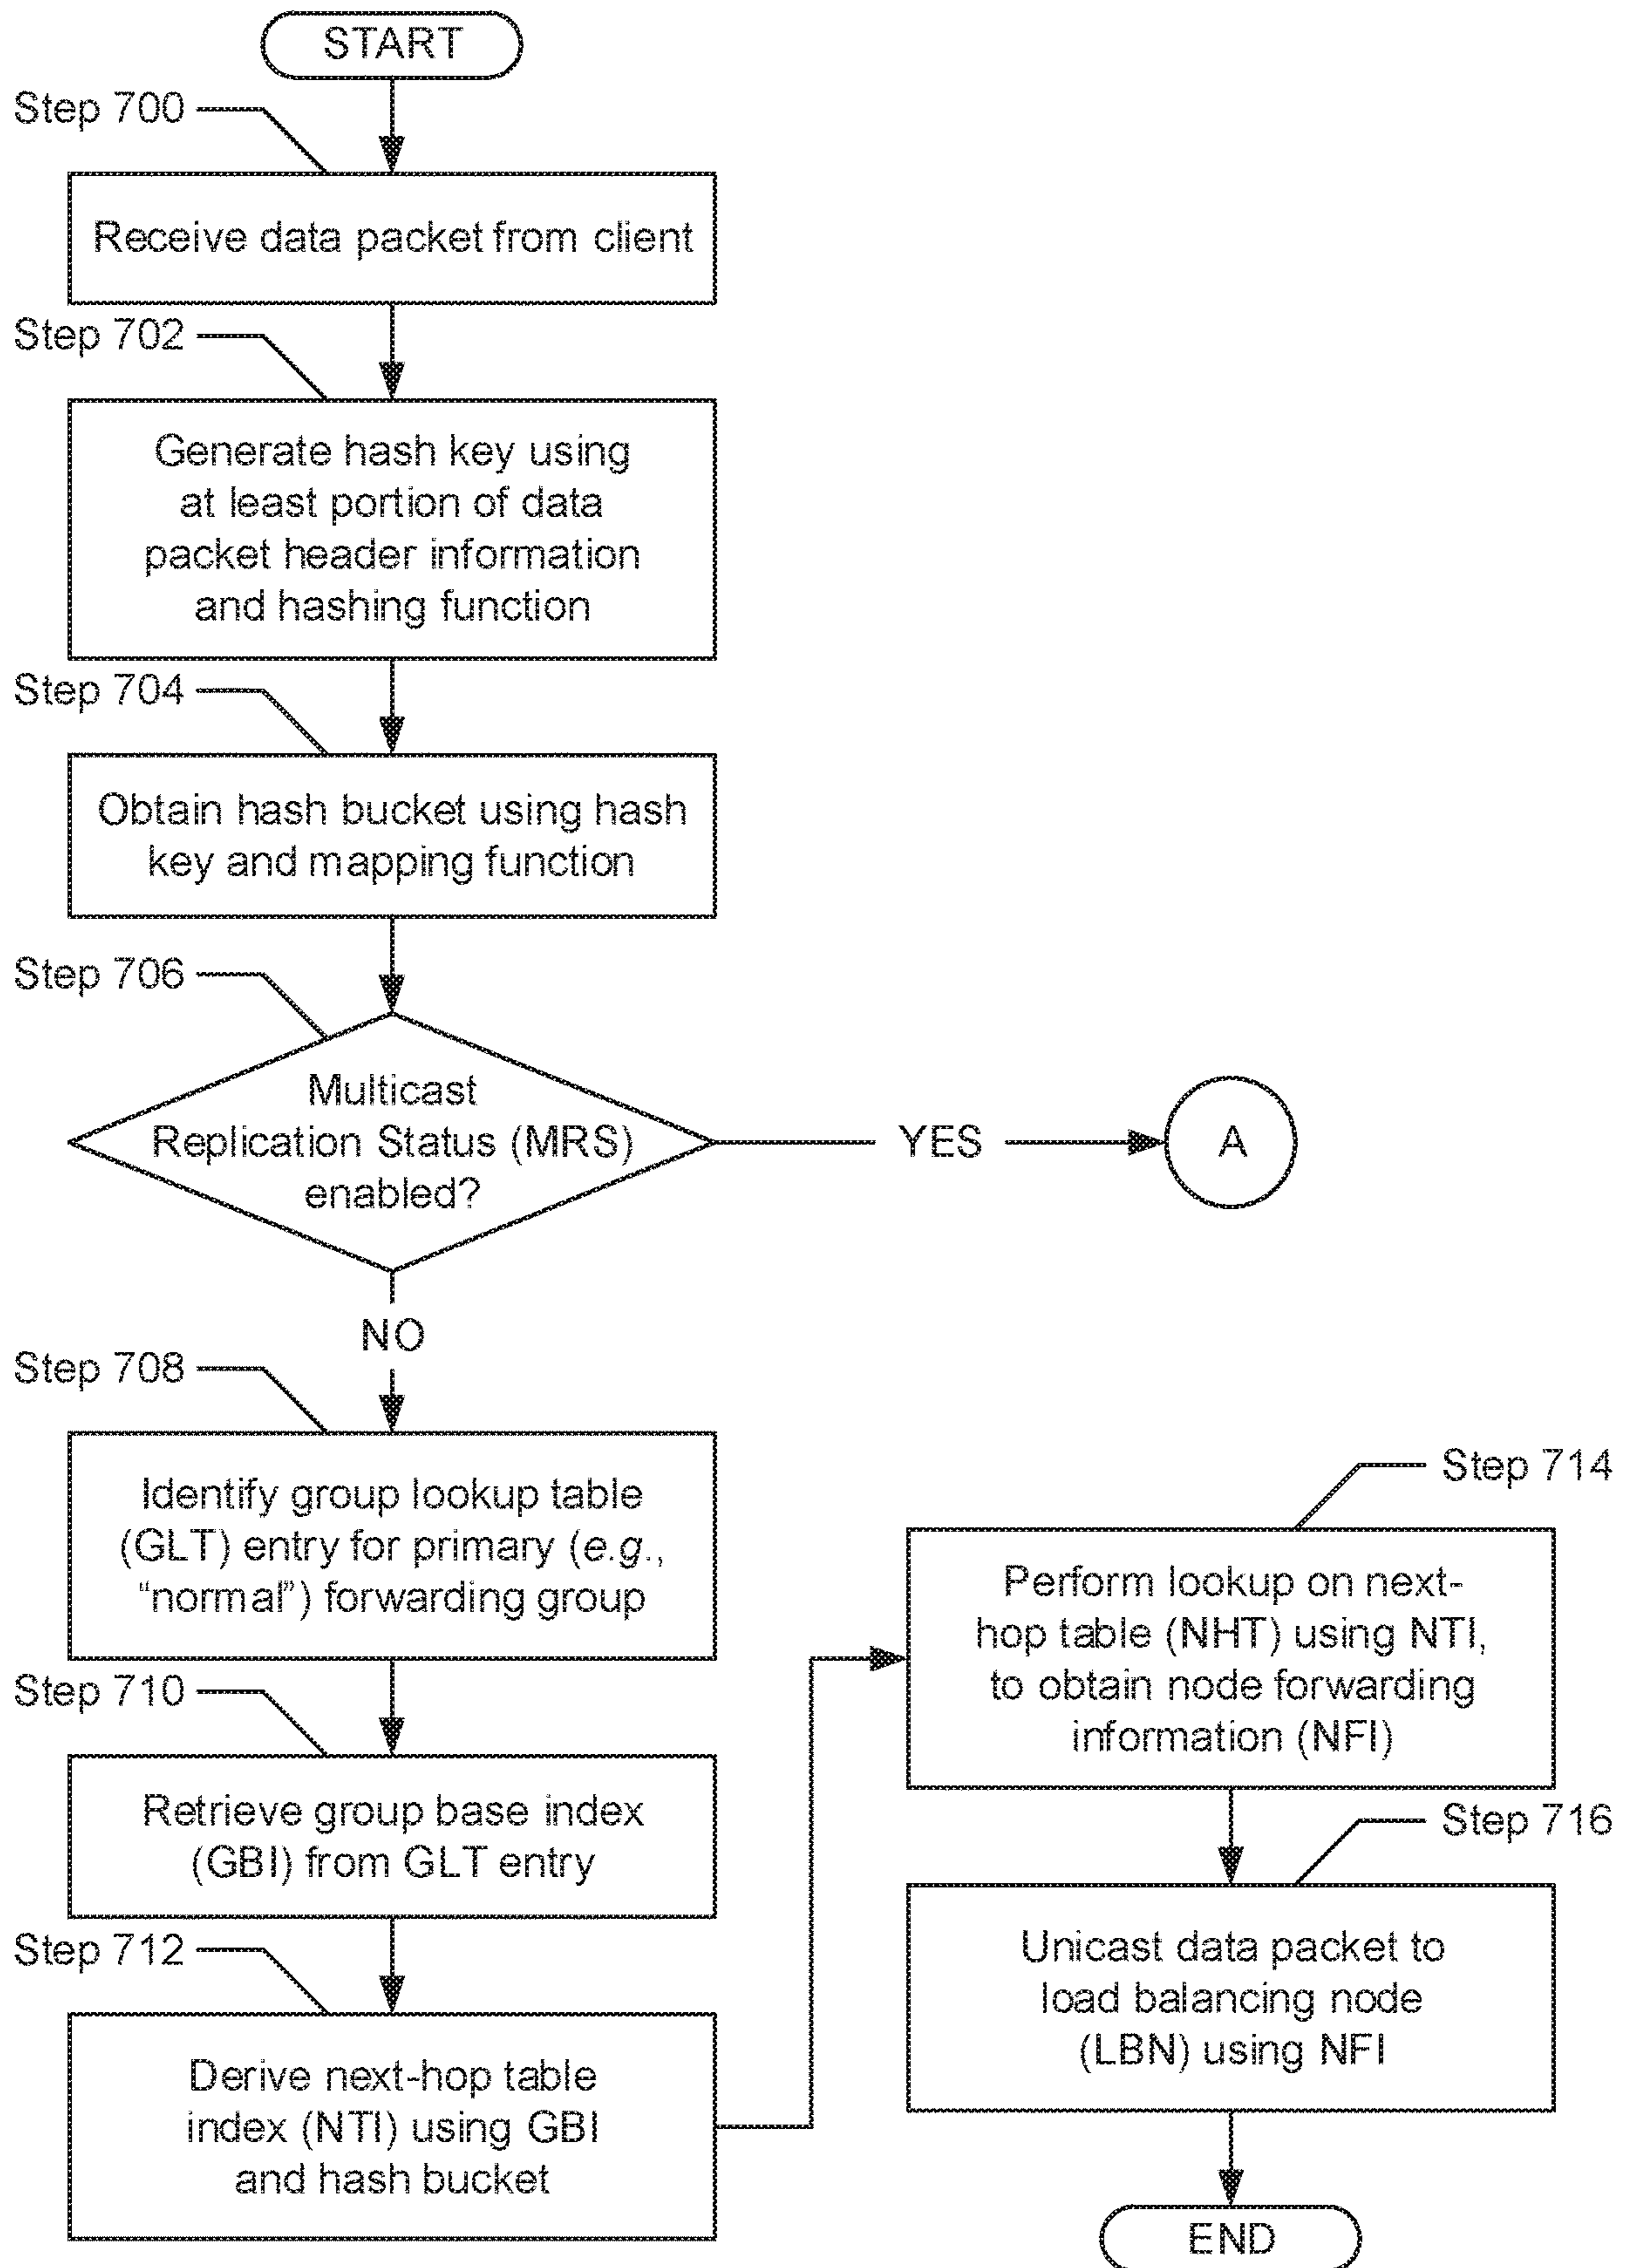 START
Step 700
Receive data packet from client
Step 702
Generate hash key using
at least portion of data
packet header information
and hashing function
Step 704
Obtain hash bucket using hash
key and mapping function
Step 706
Multicast
Replication Status (MRS)
enabled?
YES
A
NO
Step 708
Identify group lookup table
(GLT) entry for primary (e.g.,
“normal”) forwarding group
Step 710
Retrieve group base index
(GBI) from GLT entry
Step 712
Derive next-hop table
index (NTI) using GBI
and hash bucket
Step 714
Perform lookup on next-
hop table (NHT) using NTI,
to obtain node forwarding
information (NFI)
Step 716
Unicast data packet to
load balancing node
(LBN) using NFI
END